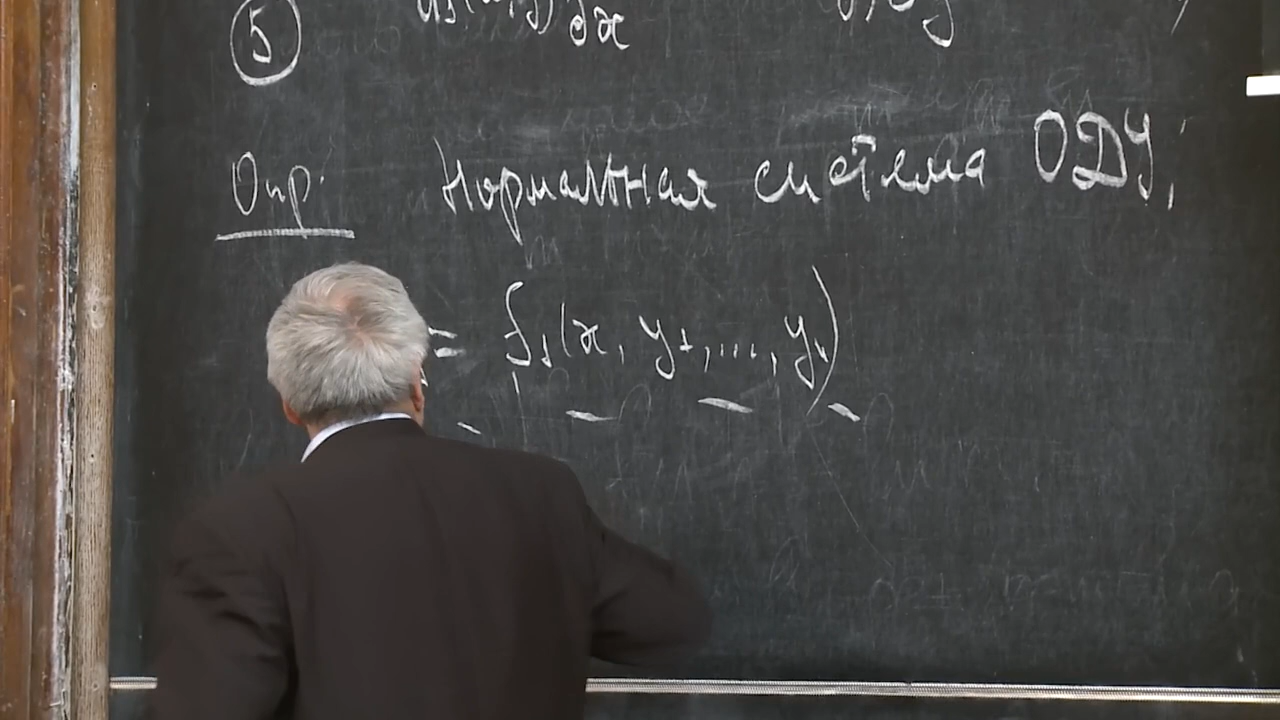 ⑤ ∂x y
Опр: Нормальная система ОДУ,
= f₁(x, y₁, ..., yₙ)
– – – –